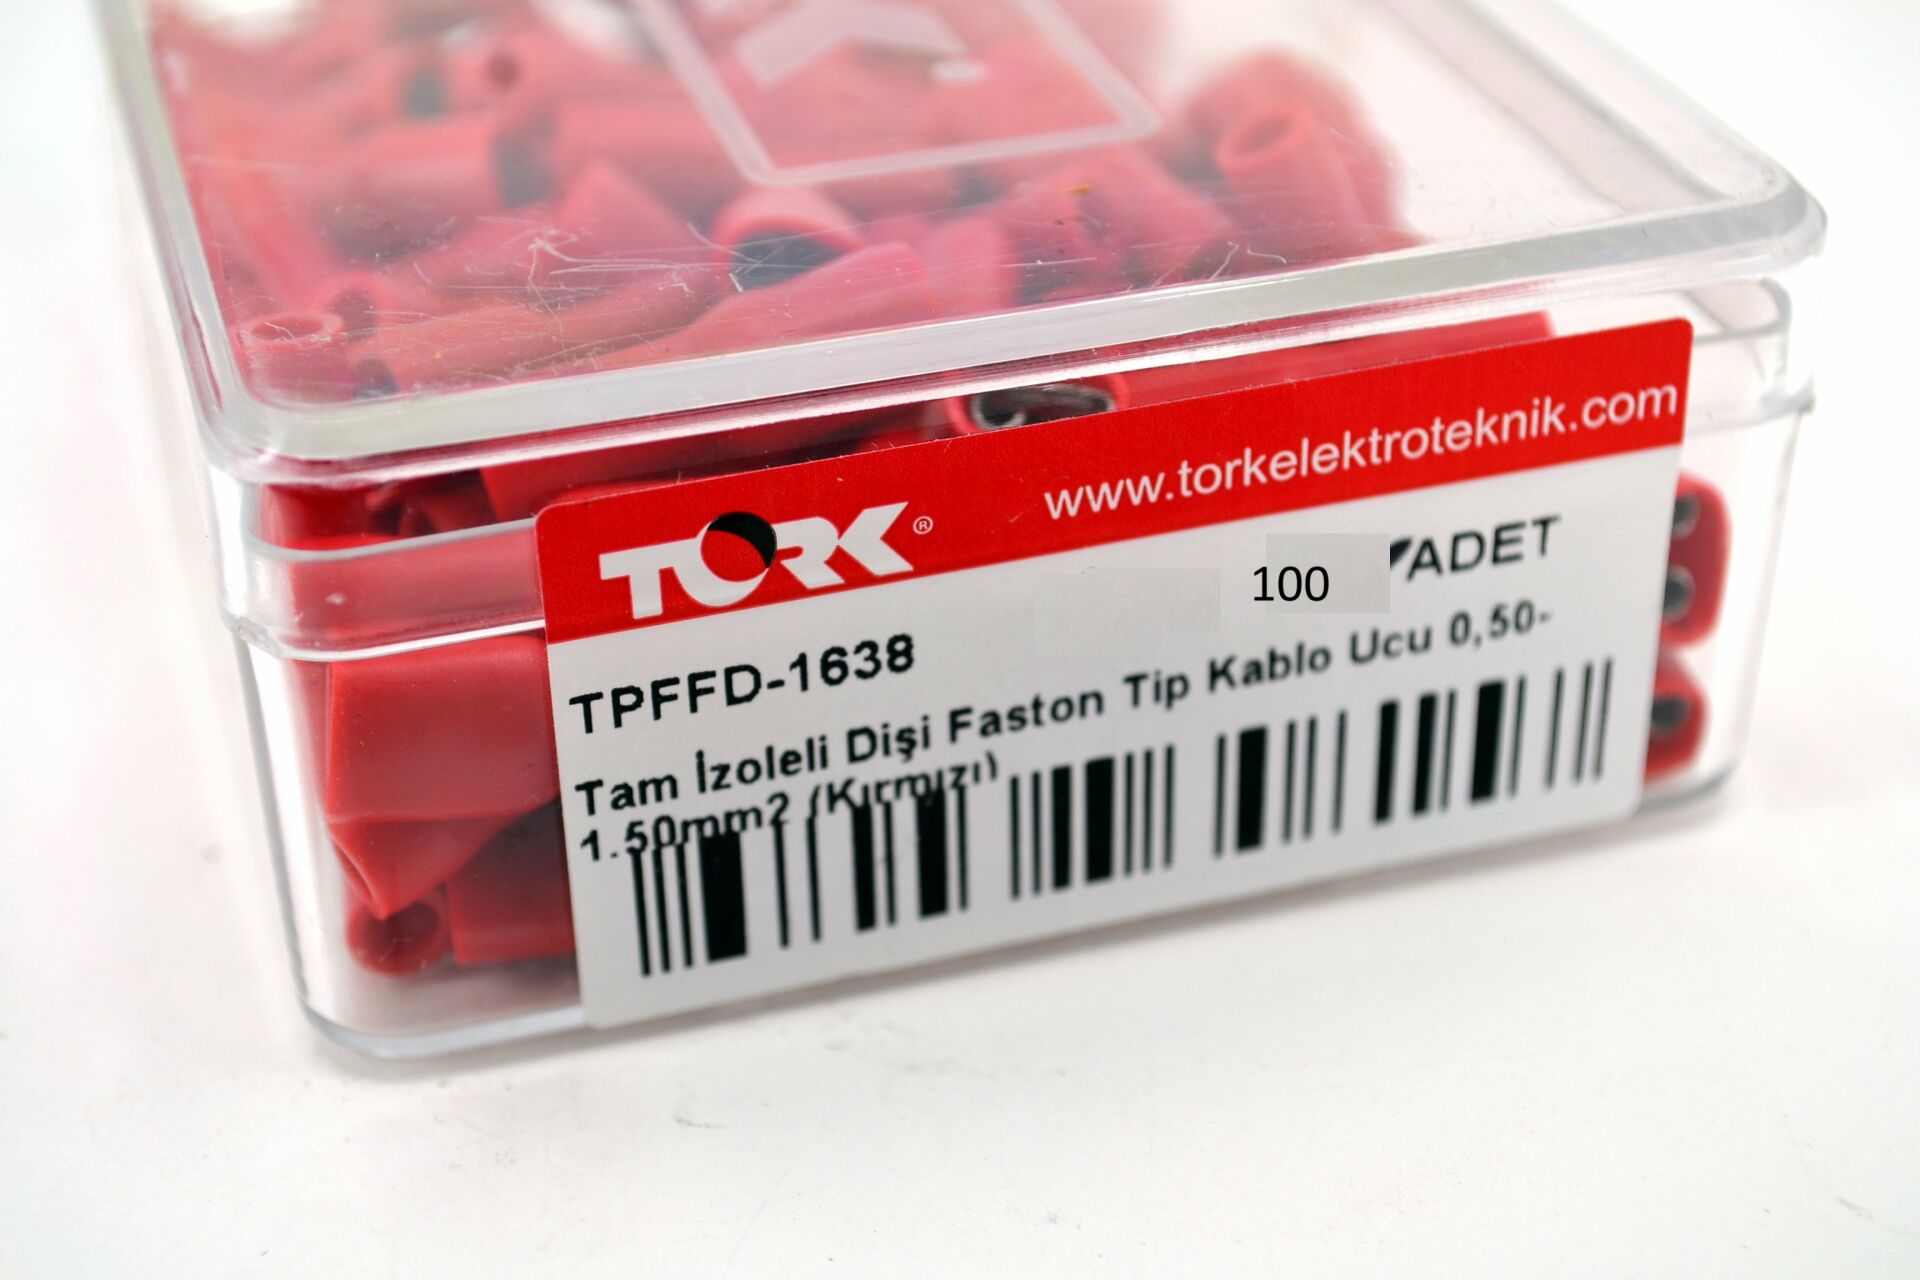 TORK®
www.torkelektroteknik.com
100 ADET
TPFFD-1638
Tam İzoleli Dişi Faston Tip Kablo Ucu 0,50-
1.50mm2 (Kırmızı)